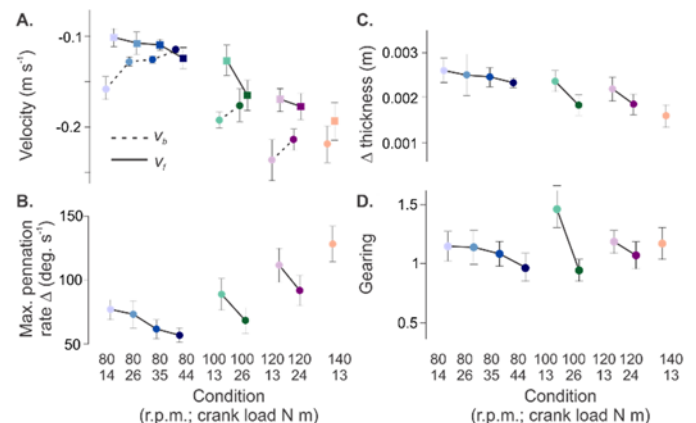 A.
Velocity (m s⁻¹)
-0.1
-0.2
V_b
V_f
B.
Max. pennation
rate Δ (deg. s⁻¹)
150
100
50
80 80 80 80 100 100 120 120 140
14 26 35 44 13 26 13 24 13
Condition
(r.p.m.; crank load N m)
C.
Δ thickness (m)
0.003
0.002
0.001
D.
Gearing
1.5
1
0.5
80 80 80 80 100 100 120 120 140
14 26 35 44 13 26 13 24 13
Condition
(r.p.m.; crank load N m)